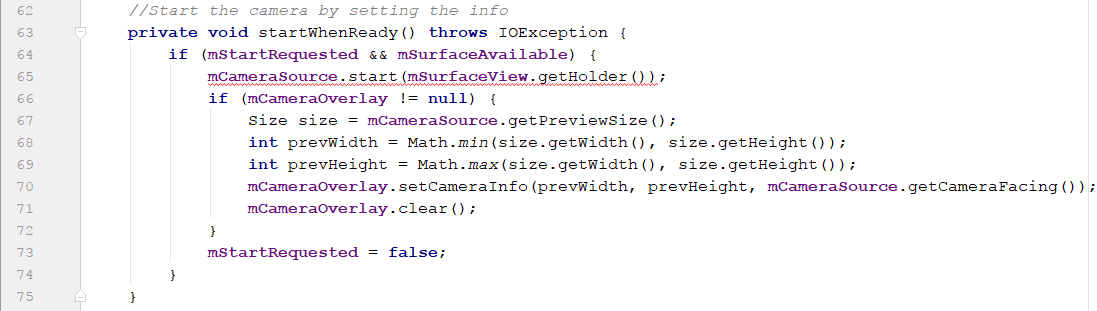 62 //Start the camera by setting the info
63 private void startWhenReady() throws IOException {
64 if (mStartRequested && mSurfaceAvailable) {
65 mCameraSource.start(mSurfaceView.getHolder());
66 if (mCameraOverlay != null) {
67 Size size = mCameraSource.getPreviewSize();
68 int prevWidth = Math.min(size.getWidth(), size.getHeight());
69 int prevHeight = Math.max(size.getWidth(), size.getHeight());
70 mCameraOverlay.setCameraInfo(prevWidth, prevHeight, mCameraSource.getCameraFacing());
71 mCameraOverlay.clear();
72 }
73 mStartRequested = false;
74 }
75 }